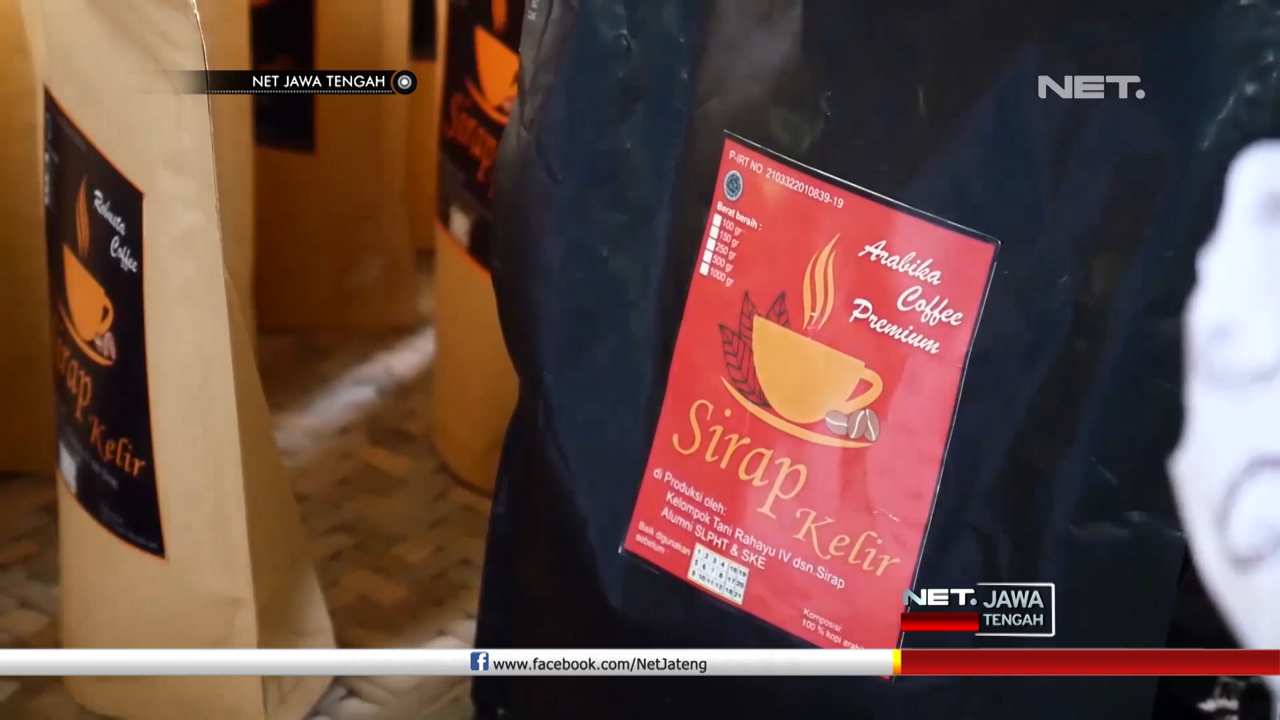 NET JAWA TENGAH
NET.
P-IRT NO. 2103322010839-19
Berat bersih :
100 gr
150 gr
250 gr
500 gr
1000 gr
Arabika
Coffee
Premium
Sirap
Kelir
di Produksi oleh:
Kelompok Tani Rahayu IV dsn.Sirap
Alumni SLPHT & SKE
Baik digunakan
sebelum :
Komposisi
100 % kopi
Robusta
Coffee
Sirap
Kelir
NET. JAWA
TENGAH
www.facebook.com/NetJateng